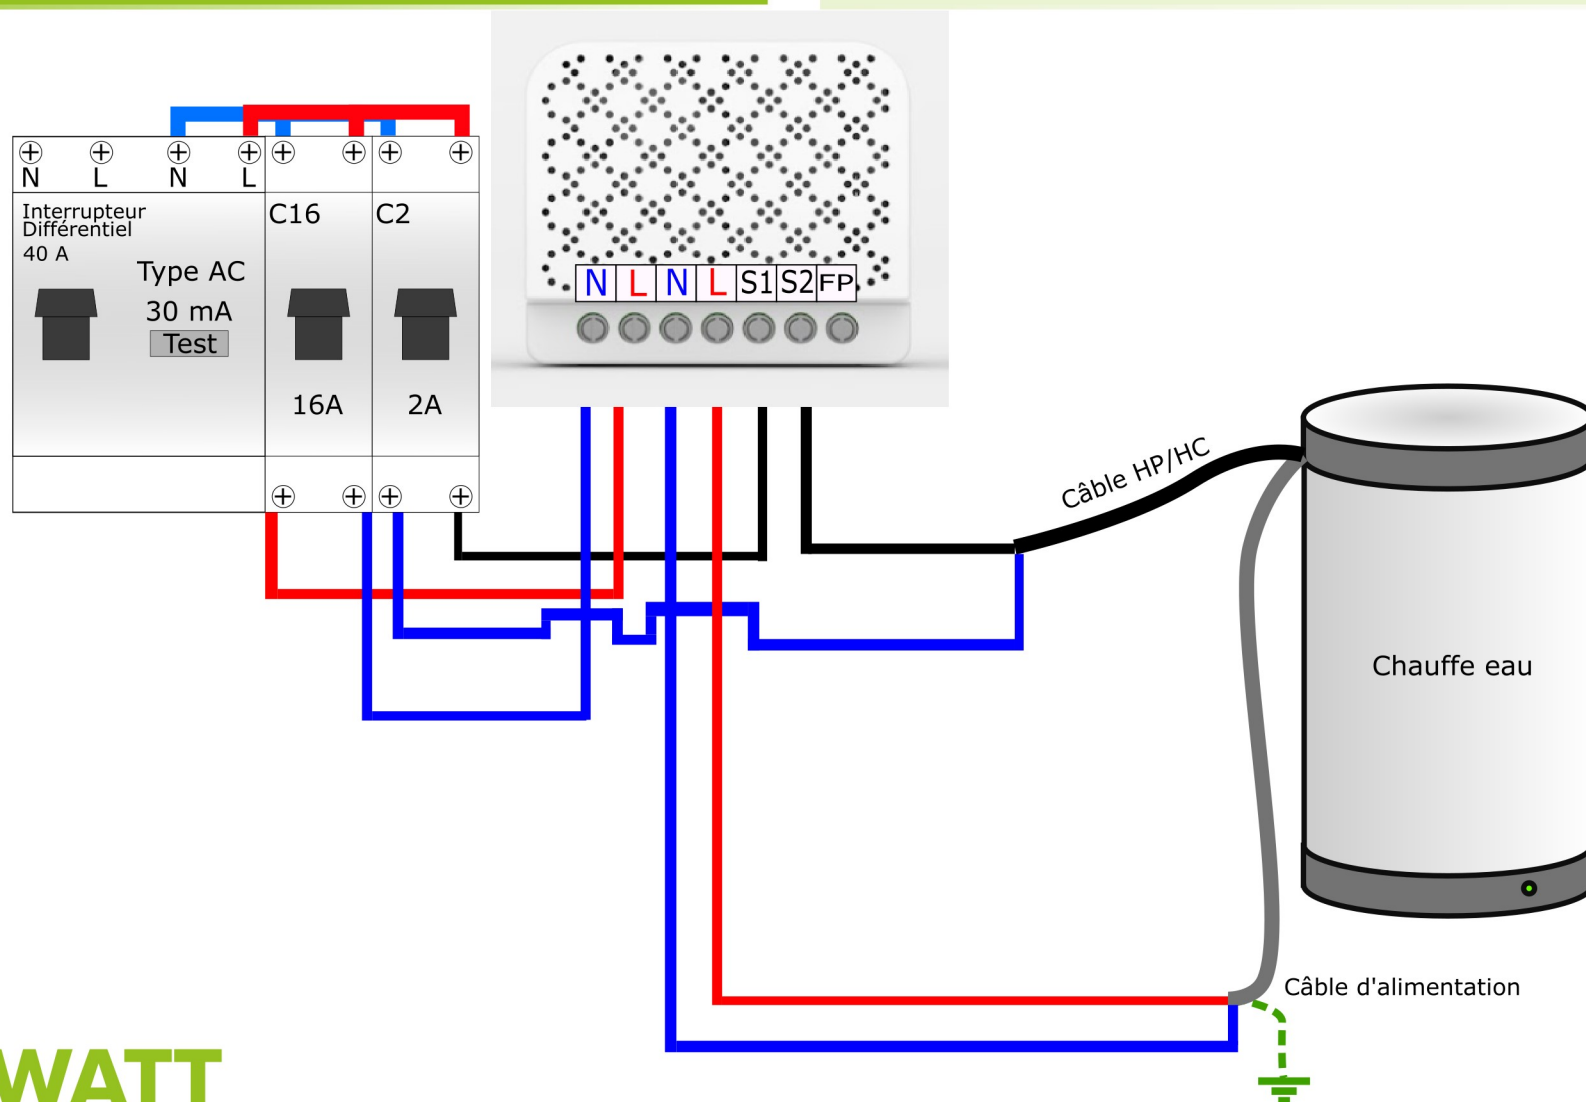 N L N L
Interrupteur
Différentiel
40 A
Type AC
30 mA
Test
C16
16A
C2
2A
N L N L S1 S2 FP
Câble HP/HC
Chauffe eau
Câble d'alimentation
WATT